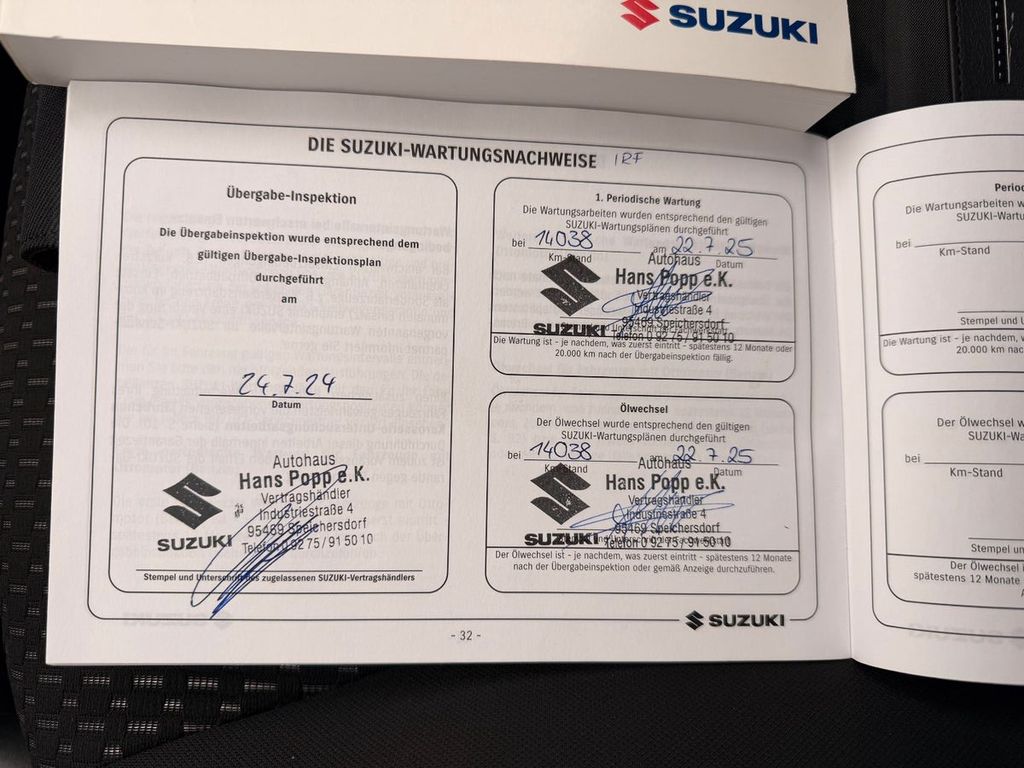 SUZUKI
DIE SUZUKI-WARTUNGSNACHWEISE IRF
Übergabe-Inspektion
Die Übergabeinspektion wurde entsprechend dem
gültigen Übergabe-Inspektionsplan
durchgeführt
am
24.7.24
Datum
Autohaus
Hans Popp e.K.
Vertragshändler
Industriestraße 4
95469 Speichersdorf
SUZUKI Telefon 0 92 75 / 91 50 10
Stempel und Unterschrift des zugelassenen SUZUKI-Vertragshändlers
1. Periodische Wartung
Die Wartungsarbeiten wurden entsprechend den gültigen
SUZUKI-Wartungsplänen durchgeführt
bei 14038 am 22.7.25
Km-Stand Datum
Autohaus
Hans Popp e.K.
Vertragshändler
Industriestraße 4
95469 Speichersdorf
SUZUKI Telefon 0 92 75 / 91 50 10
Die Wartung ist - je nachdem, was zuerst eintritt - spätestens 12 Monate oder
20.000 km nach der Übergabeinspektion fällig.
Ölwechsel
Der Ölwechsel wurde entsprechend den gültigen
SUZUKI-Wartungsplänen durchgeführt
bei 14038 am 22.7.25
Km-Stand Datum
Autohaus
Hans Popp e.K.
Vertragshändler
Industriestraße 4
95469 Speichersdorf
SUZUKI Telefon 0 92 75 / 91 50 10
Der Ölwechsel ist - je nachdem, was zuerst eintritt - spätestens 12 Monate
nach der Übergabeinspektion oder gemäß Anzeige durchzuführen.
SUZUKI
- 32 -
Die Wartungsarbeiten
SUZUKI-Wart
bei
Km-Stand
Stempel und
Die Wartung ist - je nachdem,
20.000 km nac
Der Ölwechsel
SUZUKI-Wa
bei
Km-Stand
Stempel un
Der Ölwechsel
spätestens 12 Monate